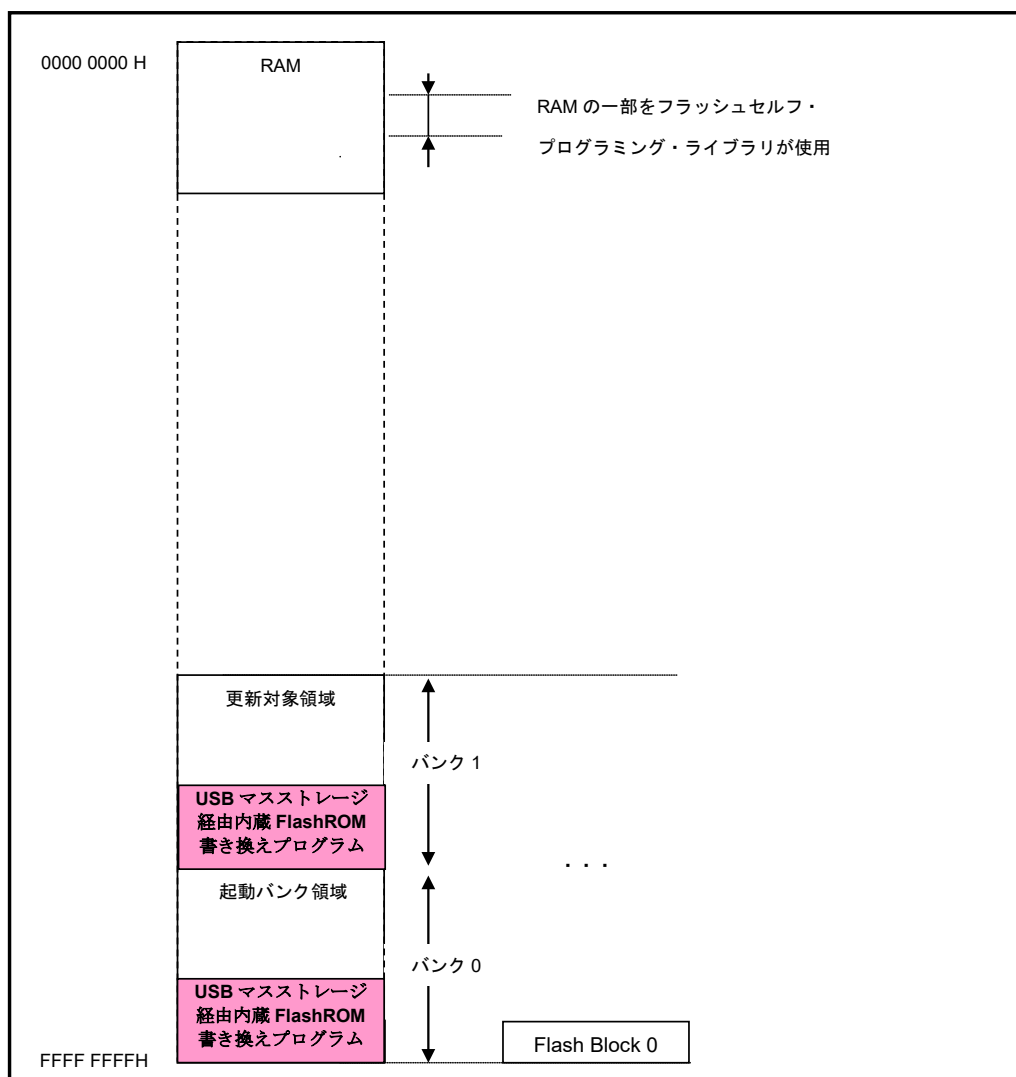 0000 0000 H
RAM
RAM の一部をフラッシュセルフ・
プログラミング・ライブラリが使用
更新対象領域
バンク 1
USB マスストレージ
経由内蔵 FlashROM
書き換えプログラム
・・・
起動バンク領域
バンク 0
USB マスストレージ
経由内蔵 FlashROM
書き換えプログラム
Flash Block 0
FFFF FFFFH